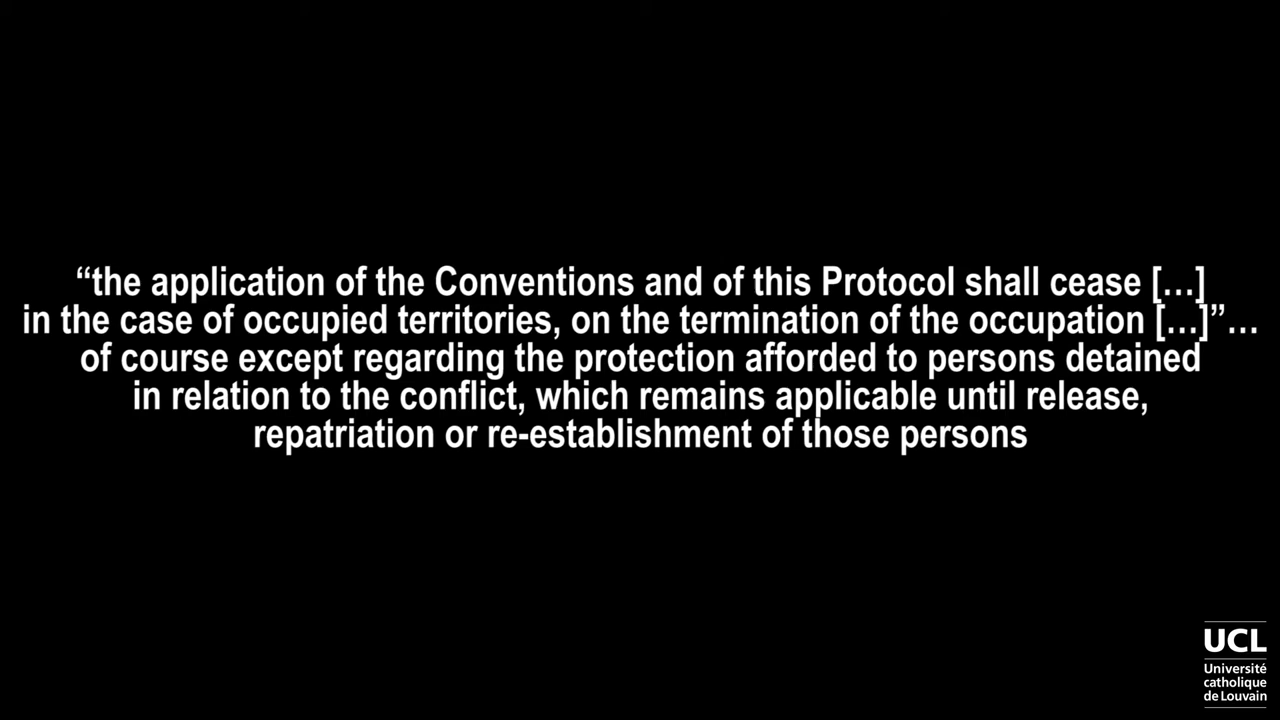 “the application of the Conventions and of this Protocol shall cease […]
in the case of occupied territories, on the termination of the occupation […]”…
of course except regarding the protection afforded to persons detained
in relation to the conflict, which remains applicable until release,
repatriation or re-establishment of those persons
UCL
Université
catholique
de Louvain